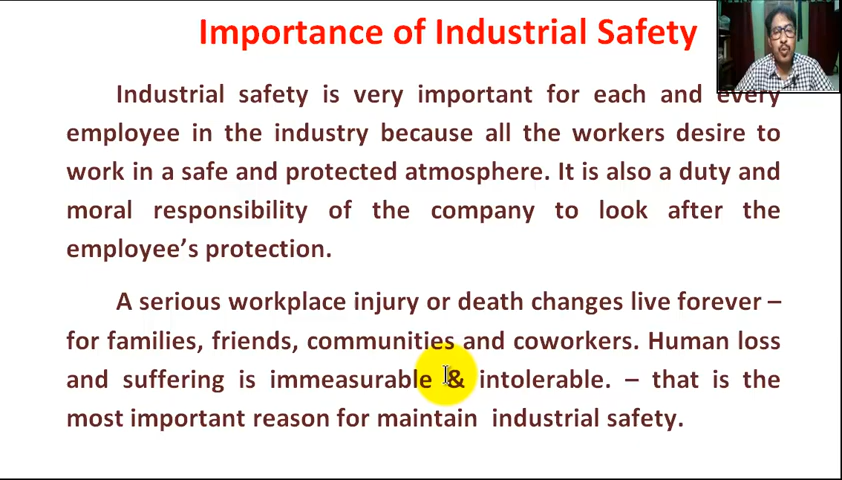 Importance of Industrial Safety
Industrial safety is very important for each and every
employee in the industry because all the workers desire to
work in a safe and protected atmosphere. It is also a duty and
moral responsibility of the company to look after the
employee’s protection.
A serious workplace injury or death changes live forever –
for families, friends, communities and coworkers. Human loss
and suffering is immeasurable & intolerable. – that is the
most important reason for maintain industrial safety.